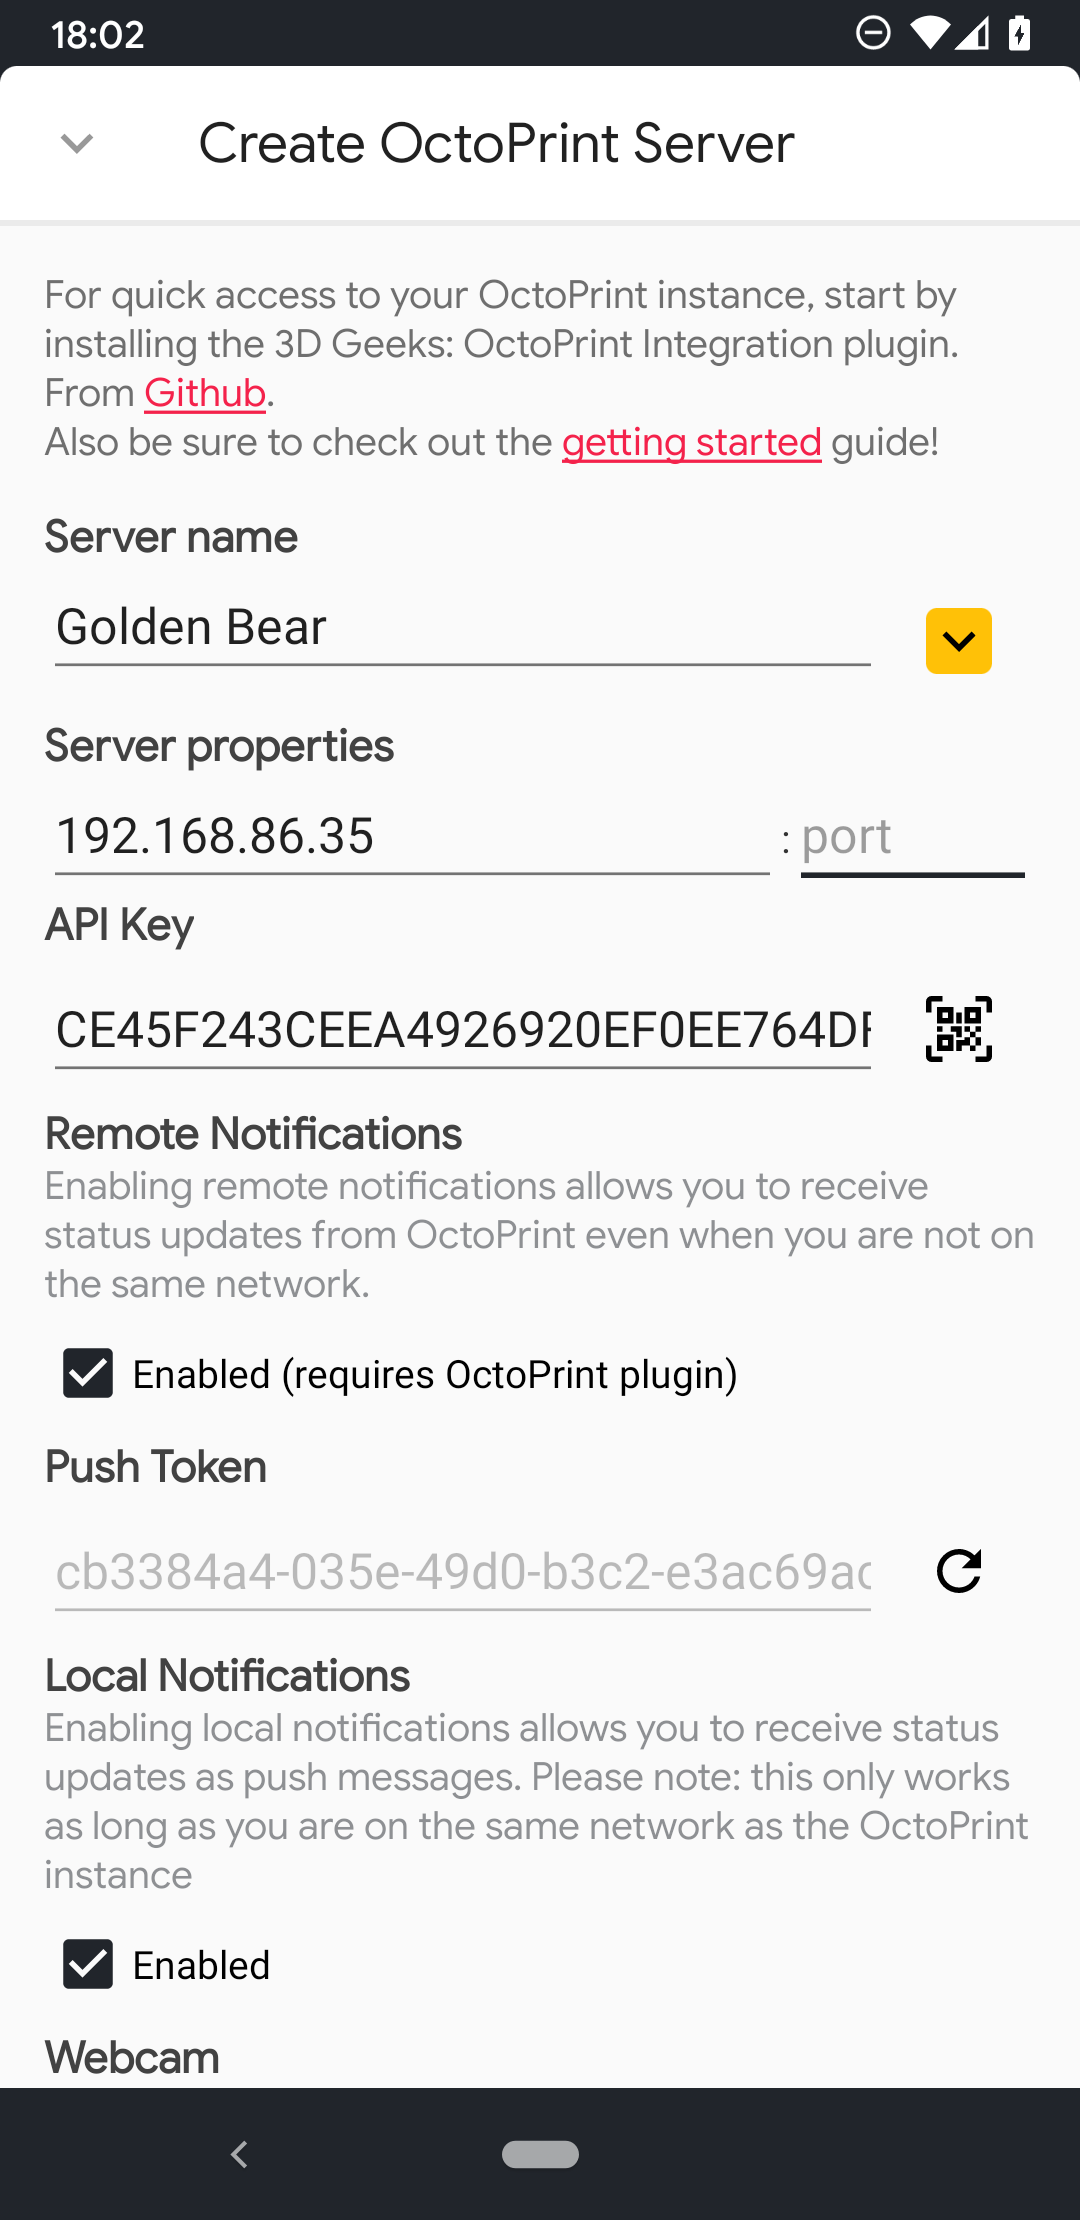 18:02
Create OctoPrint Server
For quick access to your OctoPrint instance, start by
installing the 3D Geeks: OctoPrint Integration plugin.
From Github.
Also be sure to check out the getting started guide!
Server name
Golden Bear
Server properties
192.168.86.35 : port
API Key
CE45F243CEEA4926920EF0EE764D
Remote Notifications
Enabling remote notifications allows you to receive
status updates from OctoPrint even when you are not on
the same network.
Enabled (requires OctoPrint plugin)
Push Token
cb3384a4-035e-49d0-b3c2-e3ac69a
Local Notifications
Enabling local notifications allows you to receive status
updates as push messages. Please note: this only works
as long as you are on the same network as the OctoPrint
instance
Enabled
Webcam